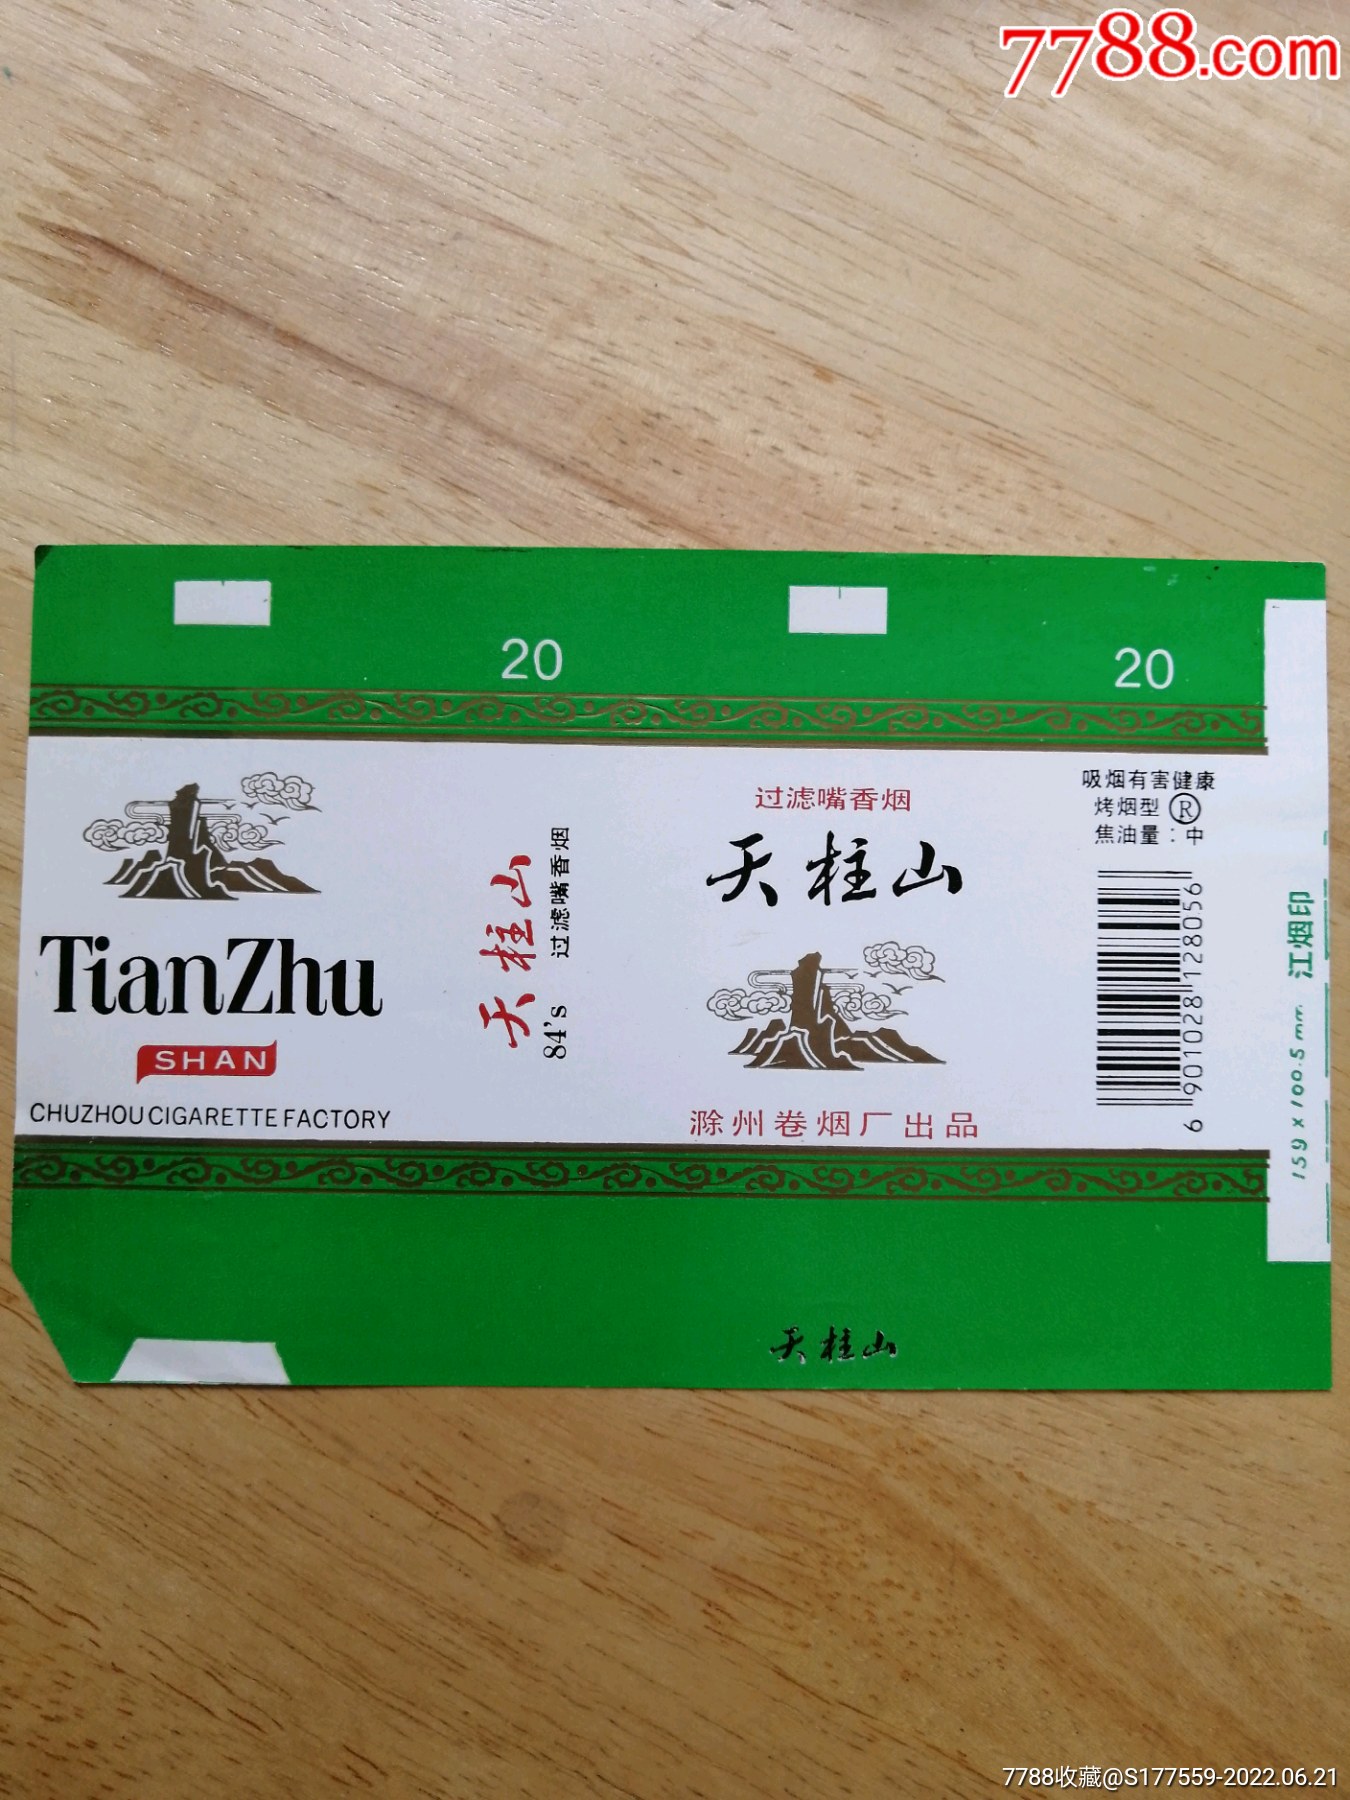 7788.com
20
20
TianZhu
SHAN
CHUZHOU CIGARETTE FACTORY
天柱山
84's 过滤嘴香烟
过滤嘴香烟
天柱山
滁州卷烟厂出品
吸烟有害健康
烤烟型 ®
焦油量：中
6 901028 128056
159 x 100.5 mm 江烟印
天柱山
7788收藏@S177559-2022.06.21